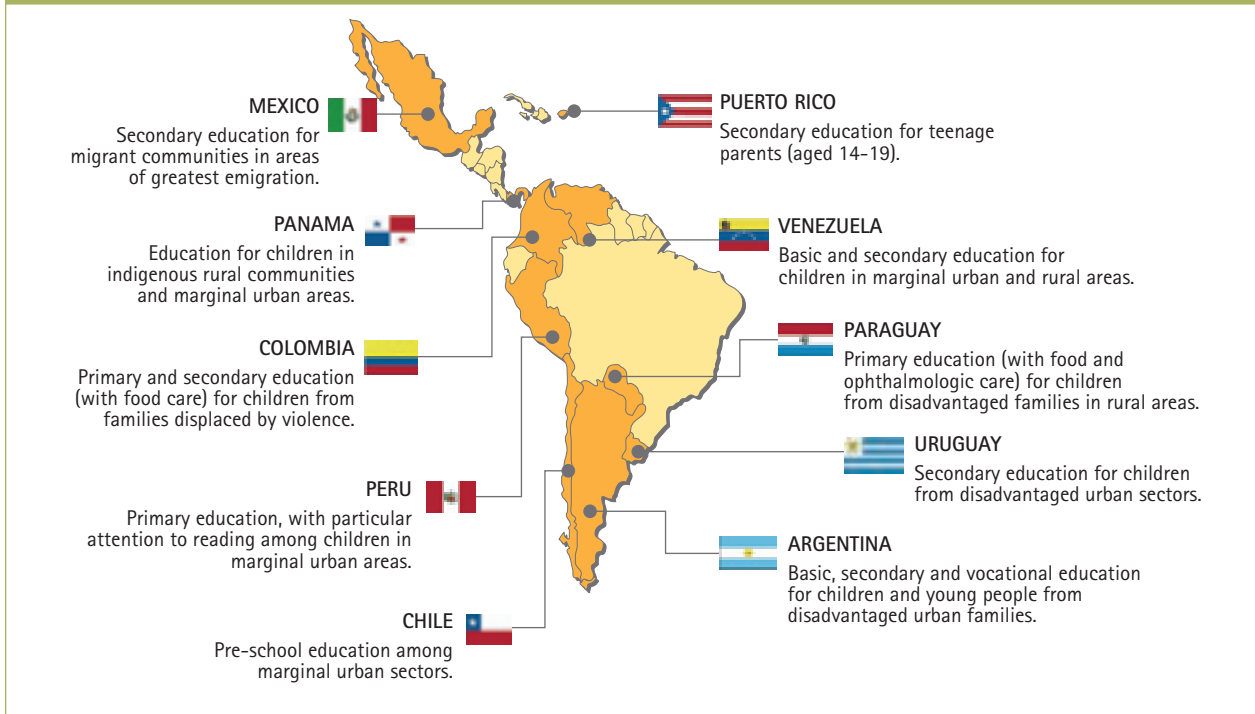 MEXICO
Secondary education for
migrant communities in areas
of greatest emigration.
PANAMA
Education for children in
indigenous rural communities
and marginal urban areas.
COLOMBIA
Primary and secondary education
(with food care) for children from
families displaced by violence.
PERU
Primary education, with particular
attention to reading among children in
marginal urban areas.
CHILE
Pre-school education among
marginal urban sectors.
PUERTO RICO
Secondary education for teenage
parents (aged 14-19).
VENEZUELA
Basic and secondary education for
children in marginal urban and rural areas.
PARAGUAY
Primary education (with food and
ophthalmologic care) for children
from disadvantaged families in rural areas.
URUGUAY
Secondary education for children
from disadvantaged urban sectors.
ARGENTINA
Basic, secondary and vocational education
for children and young people from
disadvantaged urban families.